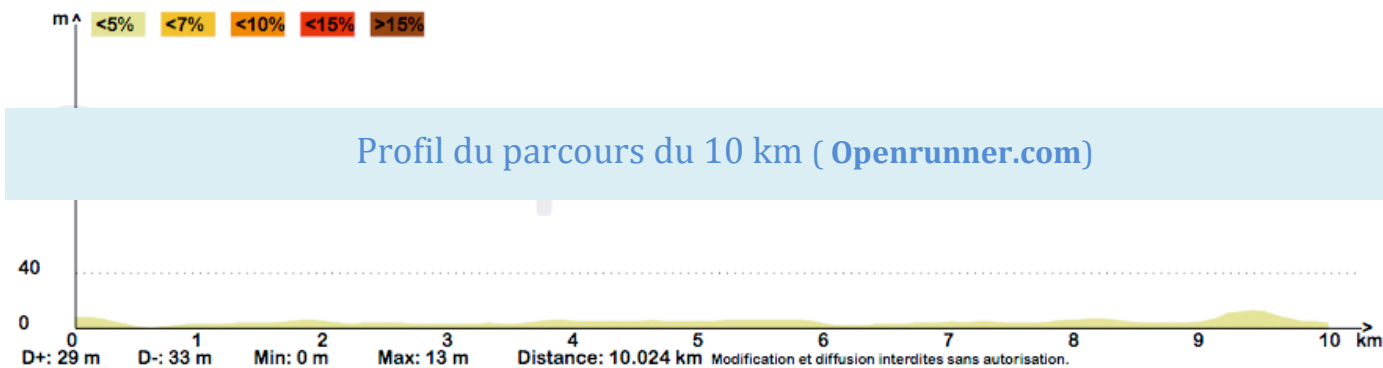 m <5% <7% <10% <15% >15%
Profil du parcours du 10 km ( Openrunner.com)
40
0
0 1 2 3 4 5 6 7 8 9 10 km
D+: 29 m D-: 33 m Min: 0 m Max: 13 m Distance: 10.024 km Modification et diffusion interdites sans autorisation.